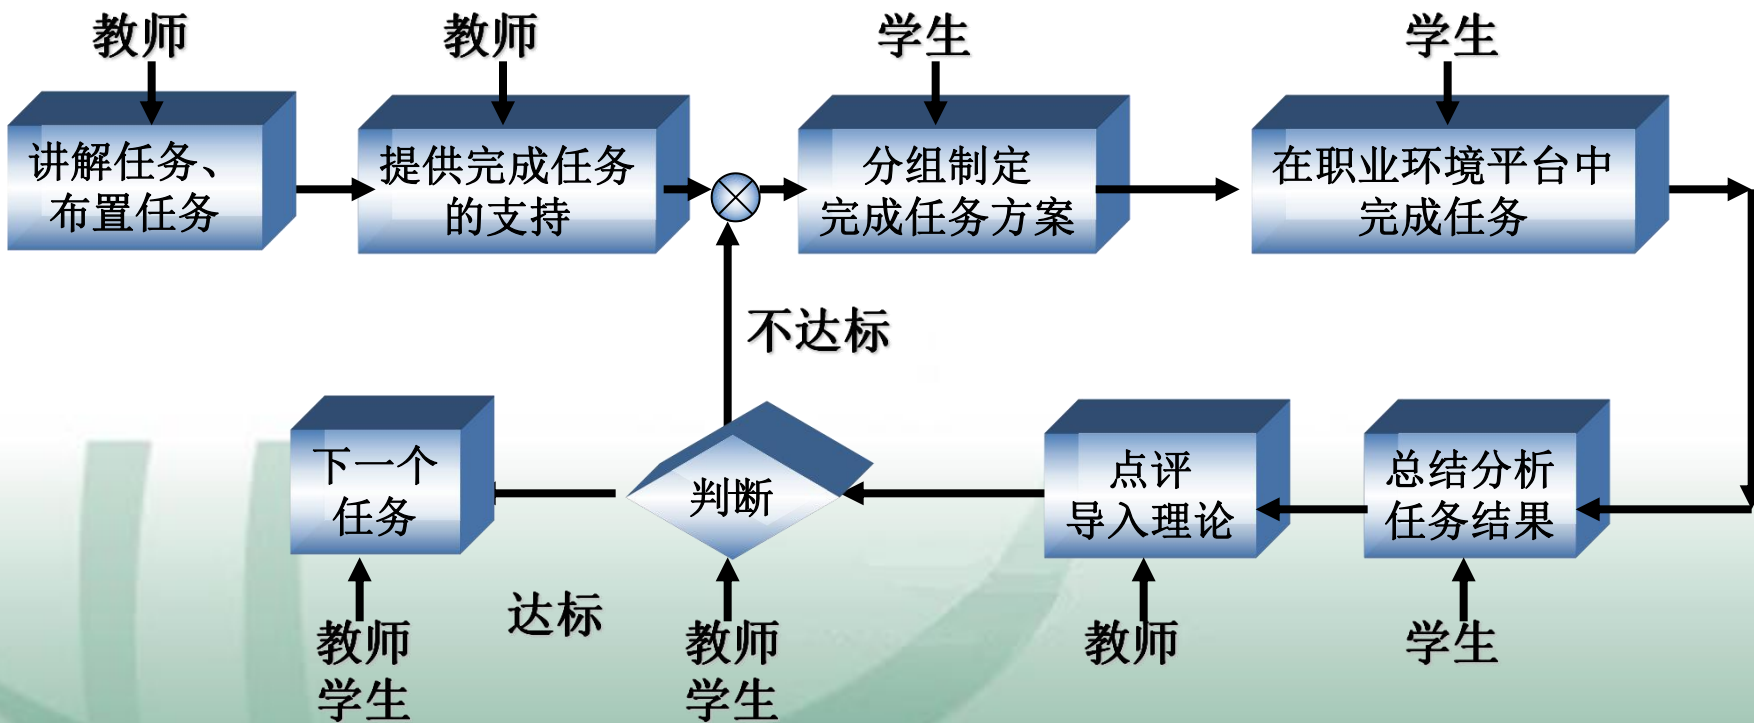 教师
教师
学生
学生
讲解任务、
布置任务
提供完成任务
的支持
分组制定
完成任务方案
在职业环境平台中
完成任务
不达标
下一个
任务
判断
点评
导入理论
总结分析
任务结果
达标
教师
学生
教师
学生
教师
学生